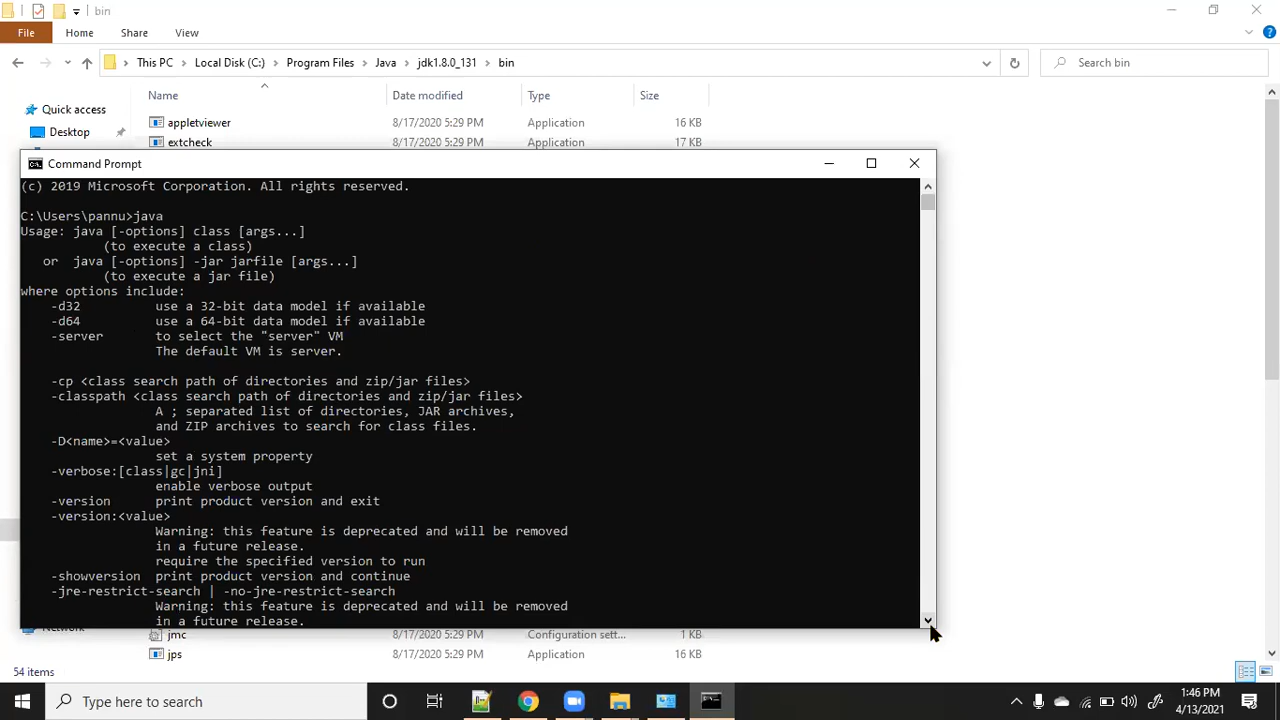 bin
File Home Share View
This PC Local Disk (C:) Program Files Java jdk1.8.0_131 bin Search bin
Name Date modified Type Size
Quick access
Desktop
appletviewer 8/17/2020 5:29 PM Application 16 KB
extcheck 8/17/2020 5:29 PM Application 17 KB
Command Prompt
(c) 2019 Microsoft Corporation. All rights reserved.
C:\Users\pannu>java
Usage: java [-options] class [args...]
(to execute a class)
or java [-options] -jar jarfile [args...]
(to execute a jar file)
where options include:
-d32 use a 32-bit data model if available
-d64 use a 64-bit data model if available
-server to select the "server" VM
The default VM is server.
-cp <class search path of directories and zip/jar files>
-classpath <class search path of directories and zip/jar files>
A ; separated list of directories, JAR archives,
and ZIP archives to search for class files.
-D<name>=<value>
set a system property
-verbose:[class|gc|jni]
enable verbose output
-version print product version and exit
-version:<value>
Warning: this feature is deprecated and will be removed
in a future release.
require the specified version to run
-showversion print product version and continue
-jre-restrict-search | -no-jre-restrict-search
Warning: this feature is deprecated and will be removed
in a future release.
jmc Configuration sett... 1 KB
jps 8/17/2020 5:29 PM Application 16 KB
54 items
Type here to search
1:46 PM
4/13/2021